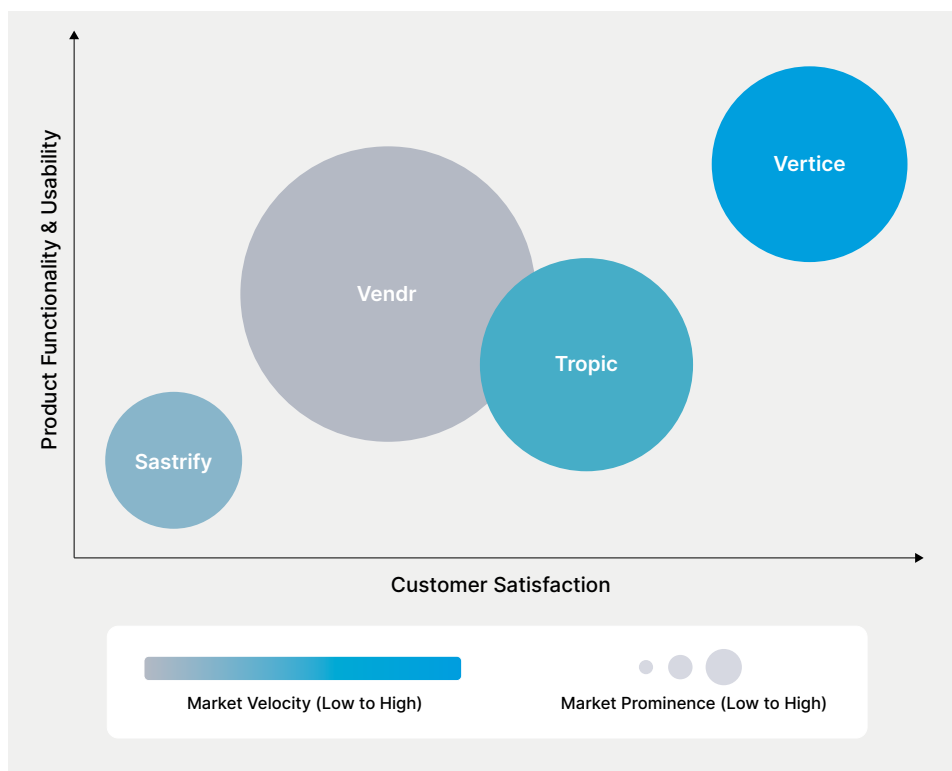 Product Functionality & Usability
Vertice
Vendr
Tropic
Sastrify
Customer Satisfaction
Market Velocity (Low to High)
Market Prominence (Low to High)